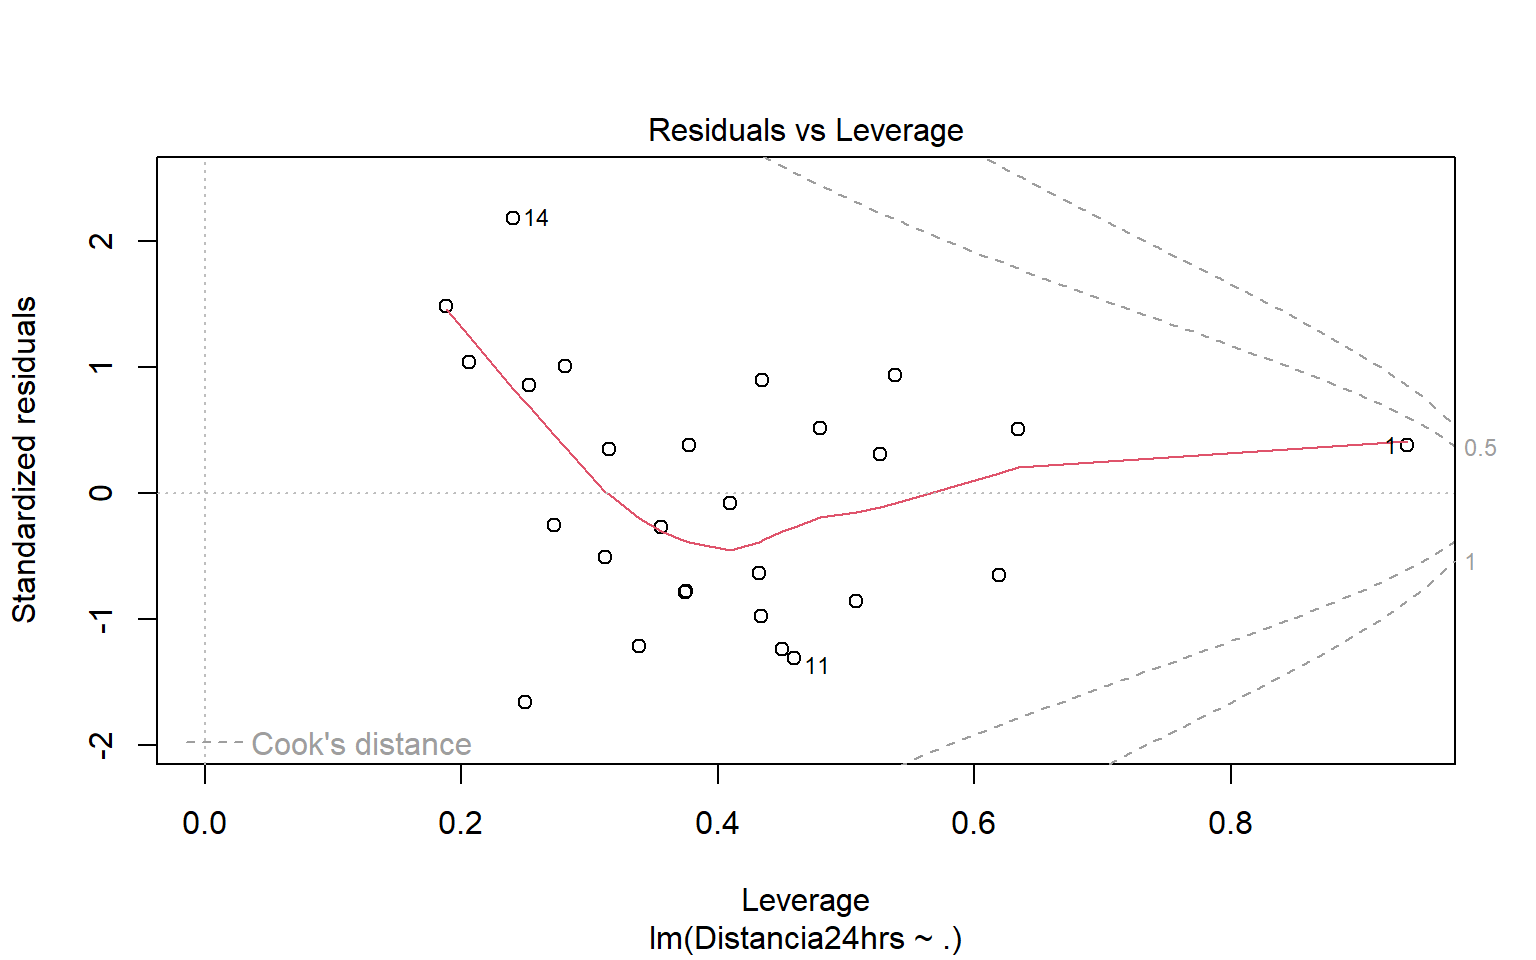 Residuals vs Leverage
Standardized residuals
2
1
0
-1
-2
14
1
11
0.5
1
Cook's distance
0.0 0.2 0.4 0.6 0.8
Leverage
lm(Distancia24hrs ~ .)